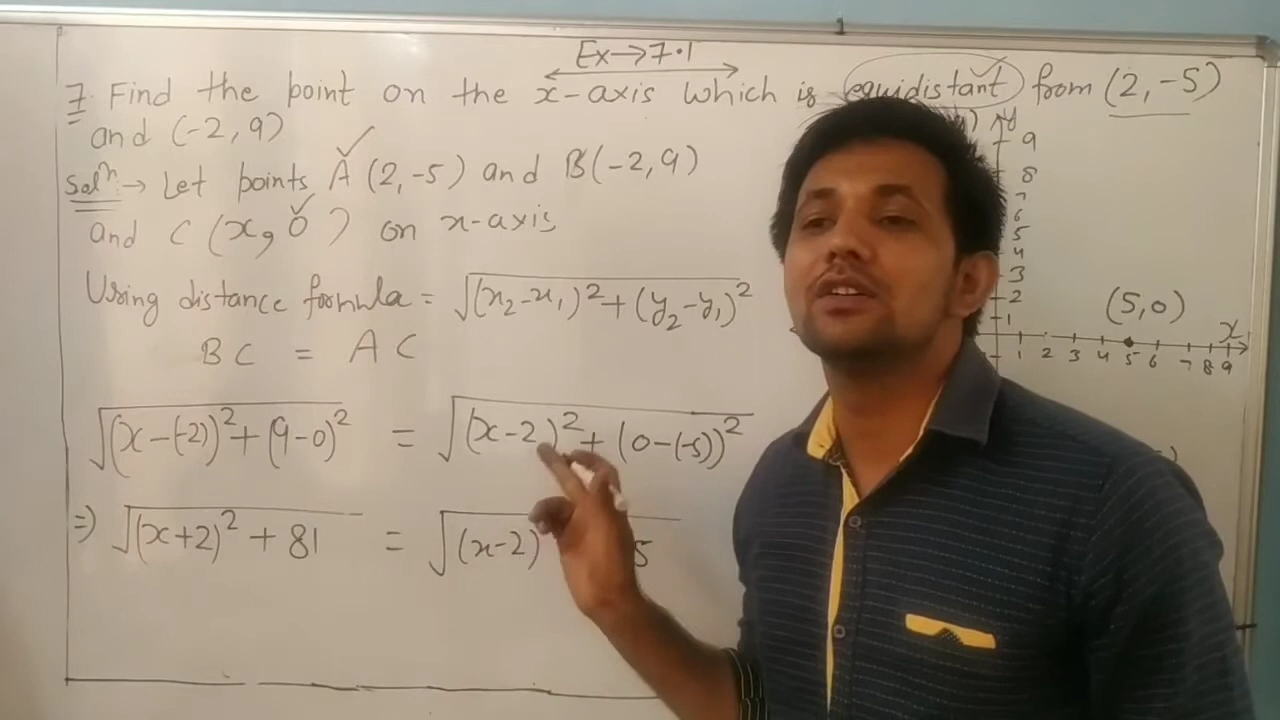 Ex→7.1
7. Find the point on the x-axis which is equidistant from (2,-5)
and (-2,9)
Solⁿ → Let points A (2,-5) and B(-2,9)
and C (x, 0) on x-axis
Using distance formula = √(x₂-x₁)²+(y₂-y₁)²
BC = AC
√(x-(-2))²+(9-0)² = √(x-2)²+(0-(-5))²
⇒ √(x+2)²+81 = √(x-2) 5
y
9
8
7
6
5
4
3
2
1
(5,0)
x
1 2 3 4 5 6 7 8 9